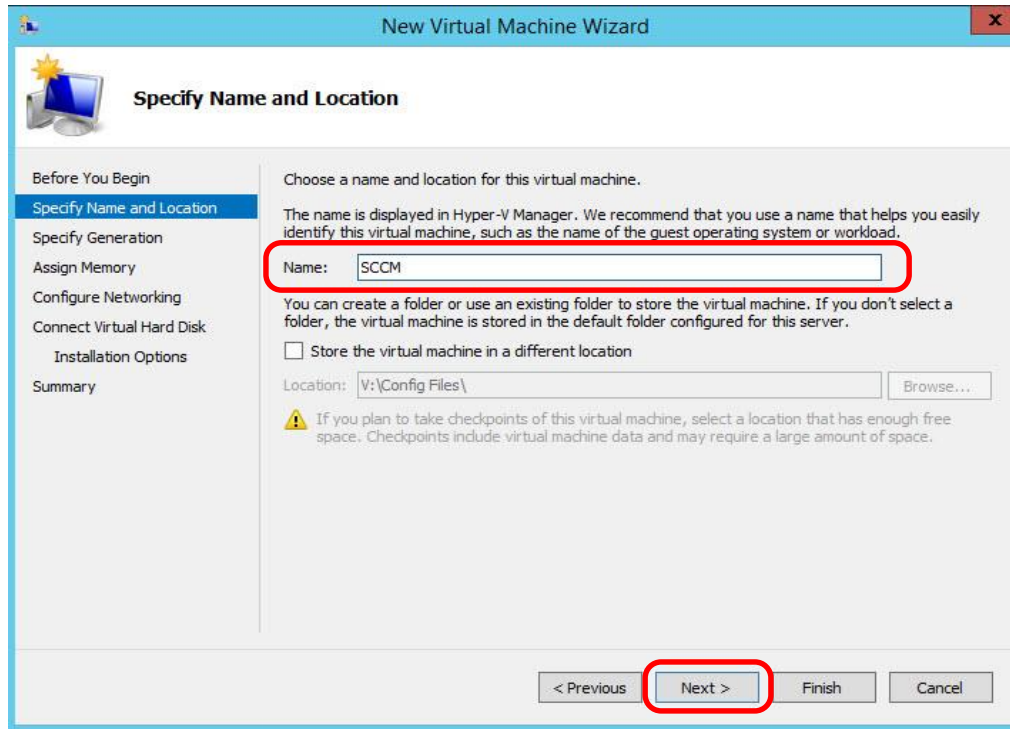 New Virtual Machine Wizard
x
Specify Name and Location
Before You Begin
Specify Name and Location
Specify Generation
Assign Memory
Configure Networking
Connect Virtual Hard Disk
Installation Options
Summary
Choose a name and location for this virtual machine.
The name is displayed in Hyper-V Manager. We recommend that you use a name that helps you easily
identify this virtual machine, such as the name of the guest operating system or workload.
Name: SCCM
You can create a folder or use an existing folder to store the virtual machine. If you don't select a
folder, the virtual machine is stored in the default folder configured for this server.
Store the virtual machine in a different location
Location: V:\Config Files\ Browse...
If you plan to take checkpoints of this virtual machine, select a location that has enough free
space. Checkpoints include virtual machine data and may require a large amount of space.
< Previous Next > Finish Cancel